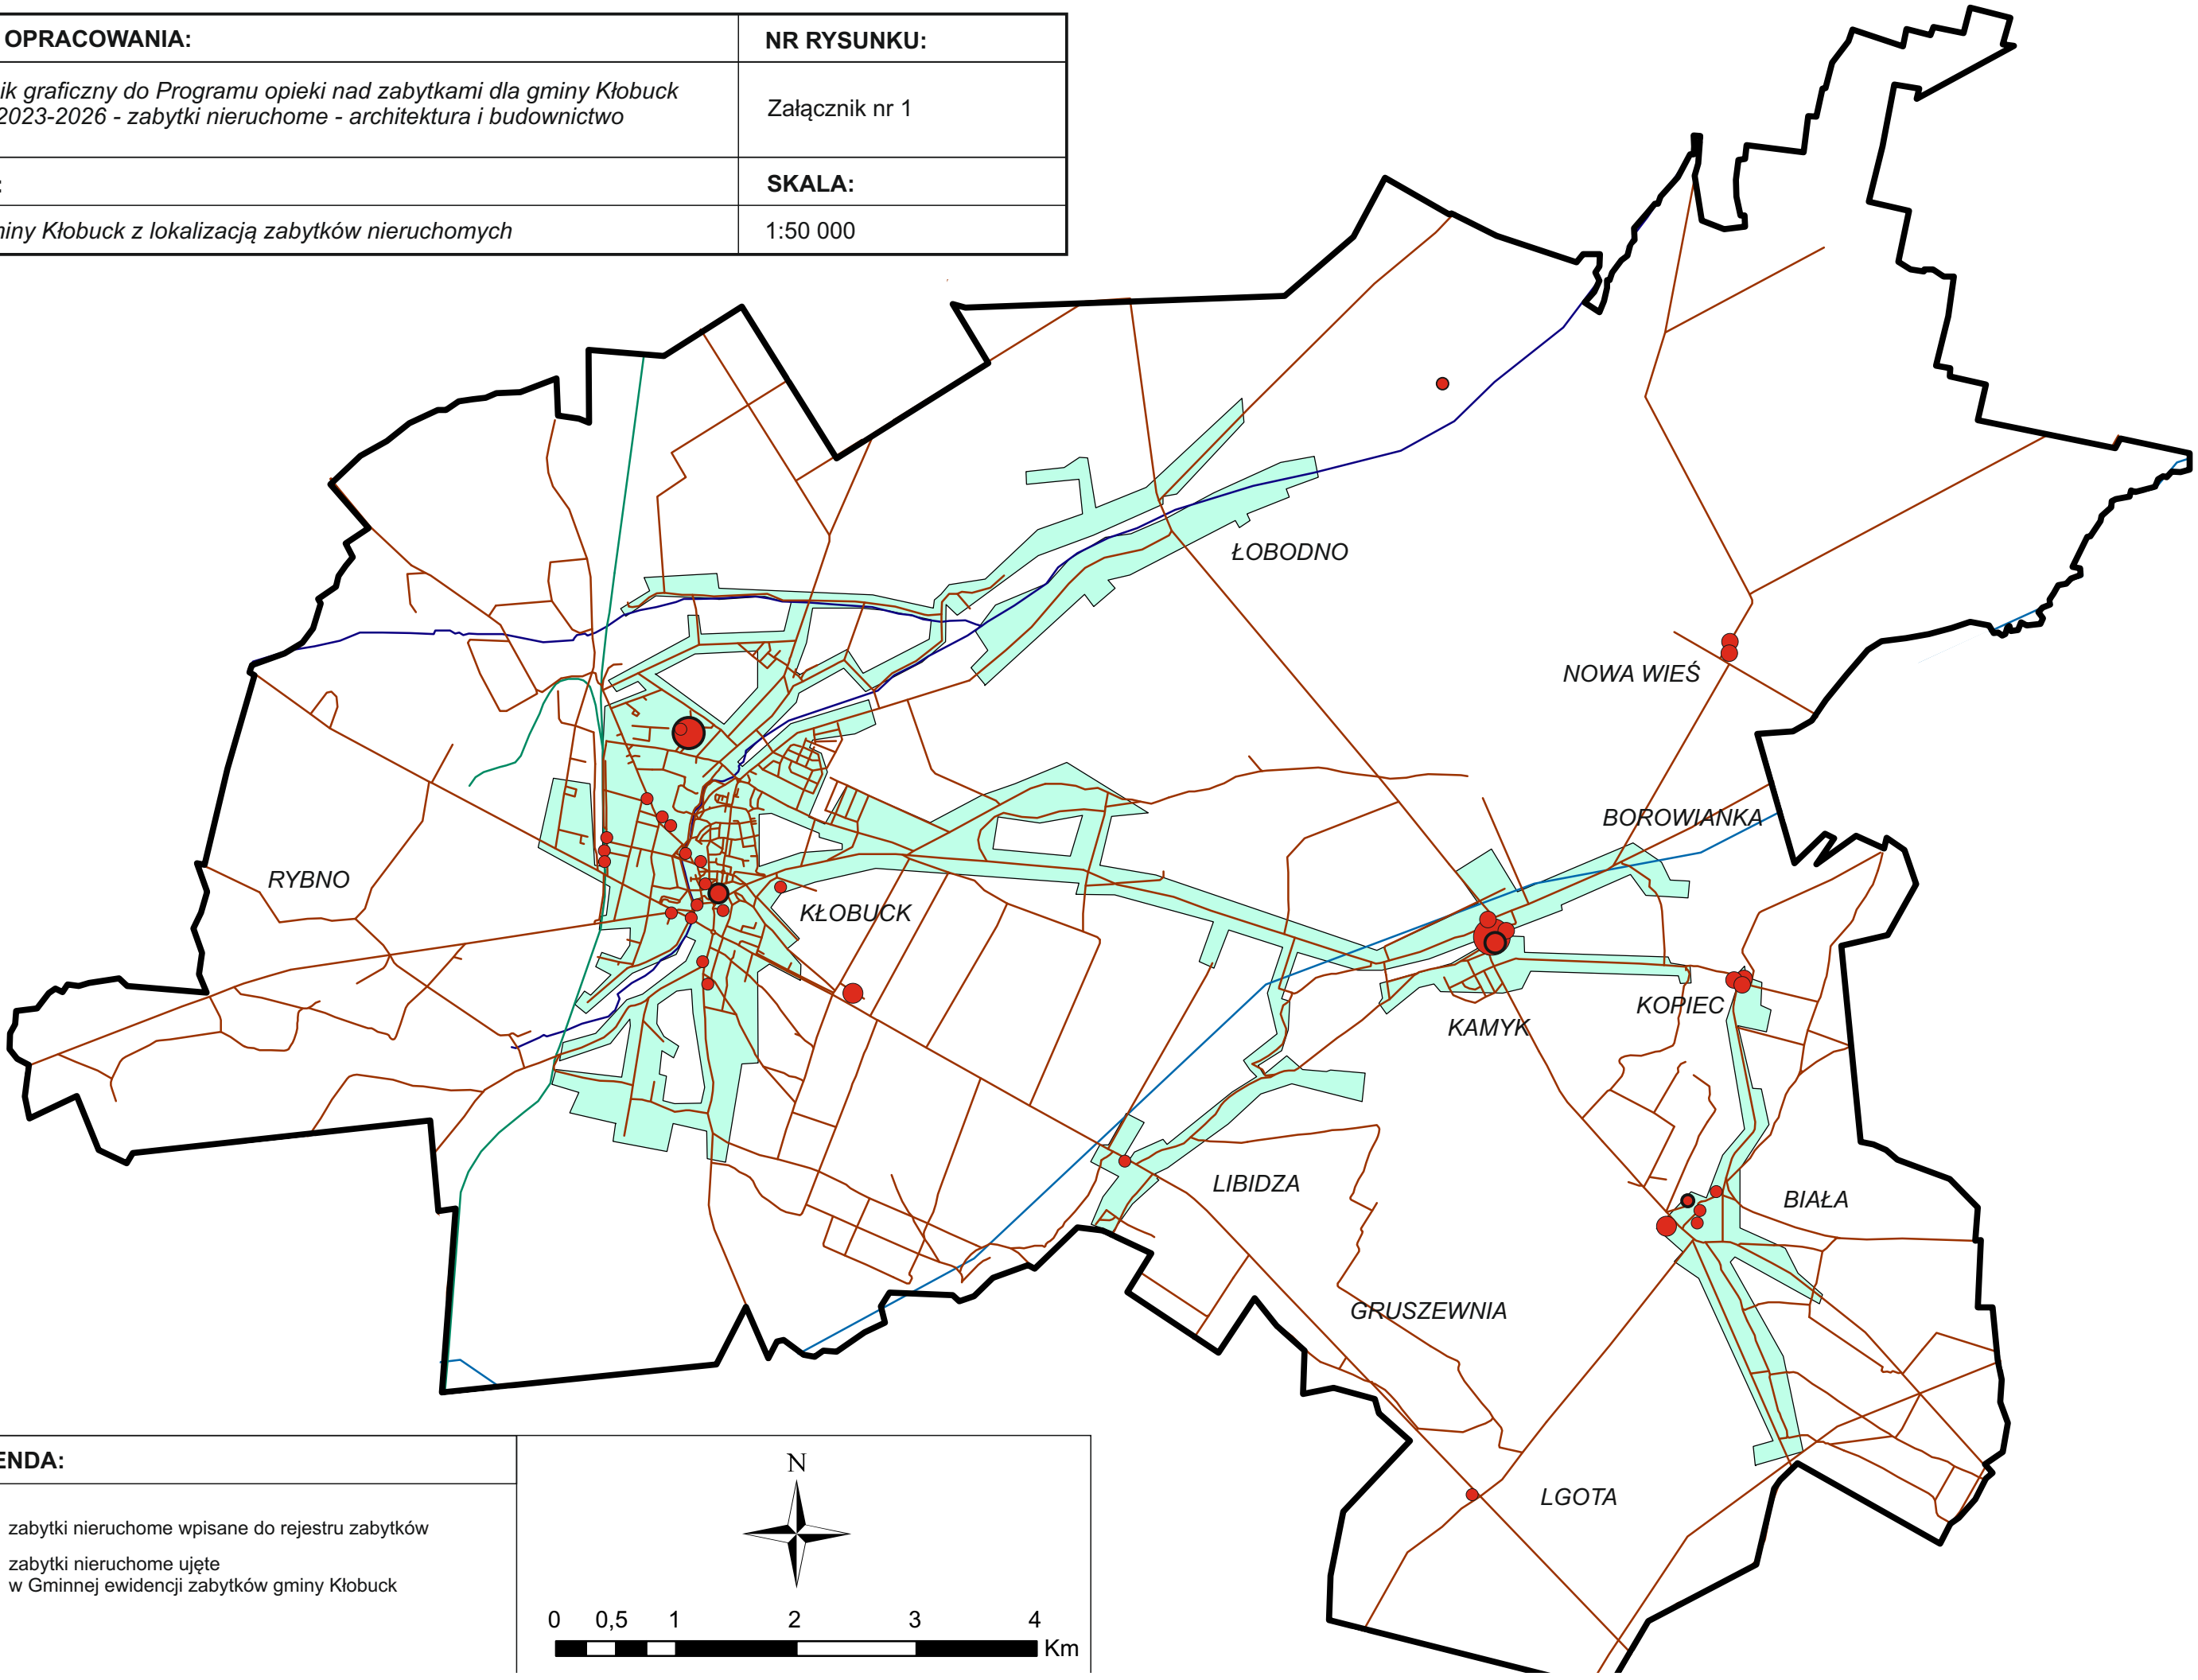 OPRACOWANIA:
NR RYSUNKU:
ik graficzny do Programu opieki nad zabytkami dla gminy Kłobuck
2023-2026 - zabytki nieruchome - architektura i budownictwo
Załącznik nr 1
:
SKALA:
niny Kłobuck z lokalizacją zabytków nieruchomych
1:50 000
ŁOBODNO
NOWA WIEŚ
BOROWIANKA
RYBNO
KŁOBUCK
KOPIEC
KAMYK
LIBIDZA
BIAŁA
GRUSZEWNIA
LGOTA
ENDA:
N
zabytki nieruchome wpisane do rejestru zabytków
zabytki nieruchome ujęte
w Gminnej ewidencji zabytków gminy Kłobuck
0 0,5 1 2 3 4
Km